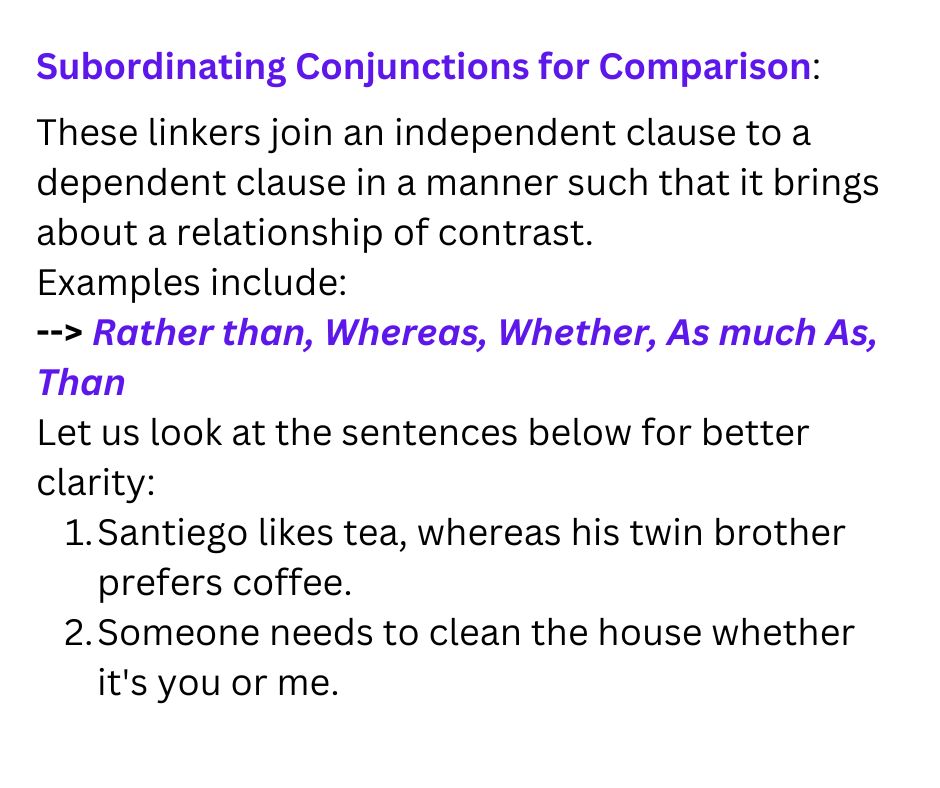 Subordinating Conjunctions for Comparison:
These linkers join an independent clause to a
dependent clause in a manner such that it brings
about a relationship of contrast.
Examples include:
--> Rather than, Whereas, Whether, As much As,
Than
Let us look at the sentences below for better
clarity:
1. Santiego likes tea, whereas his twin brother
prefers coffee.
2. Someone needs to clean the house whether
it's you or me.